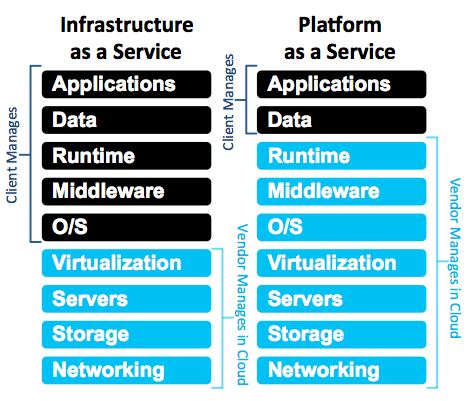 Infrastructure
as a Service
Client Manages
Applications
Data
Runtime
Middleware
O/S
Virtualization
Servers
Storage
Networking
Vendor Manages in Cloud
Platform
as a Service
Client Manages
Applications
Data
Runtime
Middleware
O/S
Virtualization
Servers
Storage
Networking
Vendor Manages in Cloud